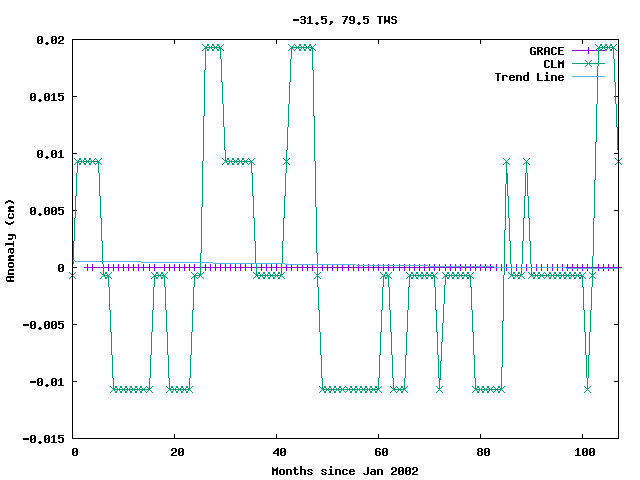 -31.5, 79.5 TWS
GRACE
CLM
Trend Line
0.02
0.015
0.01
0.005
0
-0.005
-0.01
-0.015
Anomaly (cm)
0 20 40 60 80 100
Months since Jan 2002